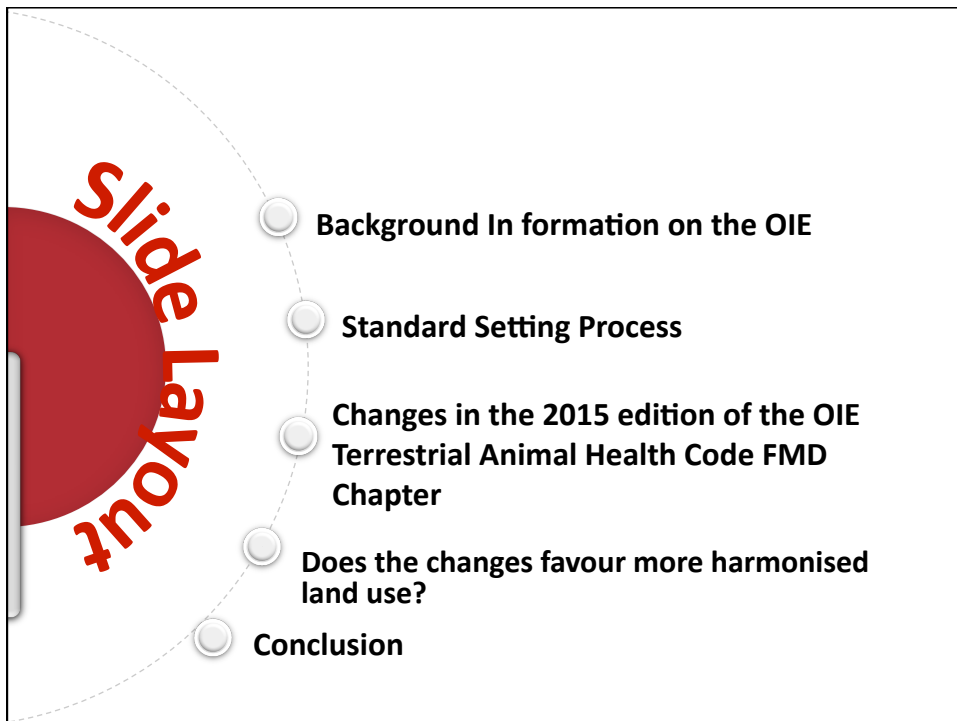 Slide Layout
Background In formation on the OIE
Standard Setting Process
Changes in the 2015 edition of the OIE
Terrestrial Animal Health Code FMD
Chapter
Does the changes favour more harmonised
land use?
Conclusion